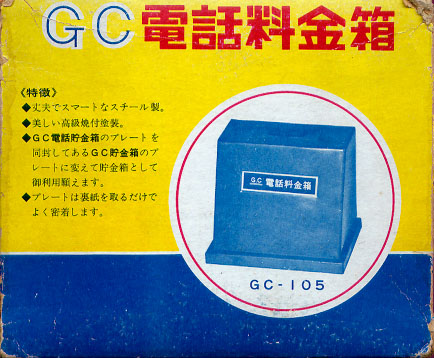 GC電話料金箱
《特徴》
◆丈夫でスマートなスチール製。
◆美しい高級焼付塗装。
◆GC電話貯金箱のプレートを
同封してあるGC貯金箱のプ
レートに変えて貯金箱として
御利用願えます。
◆プレートは裏紙を取るだけで
よく密着します。
GC 電話料金箱
GC-105